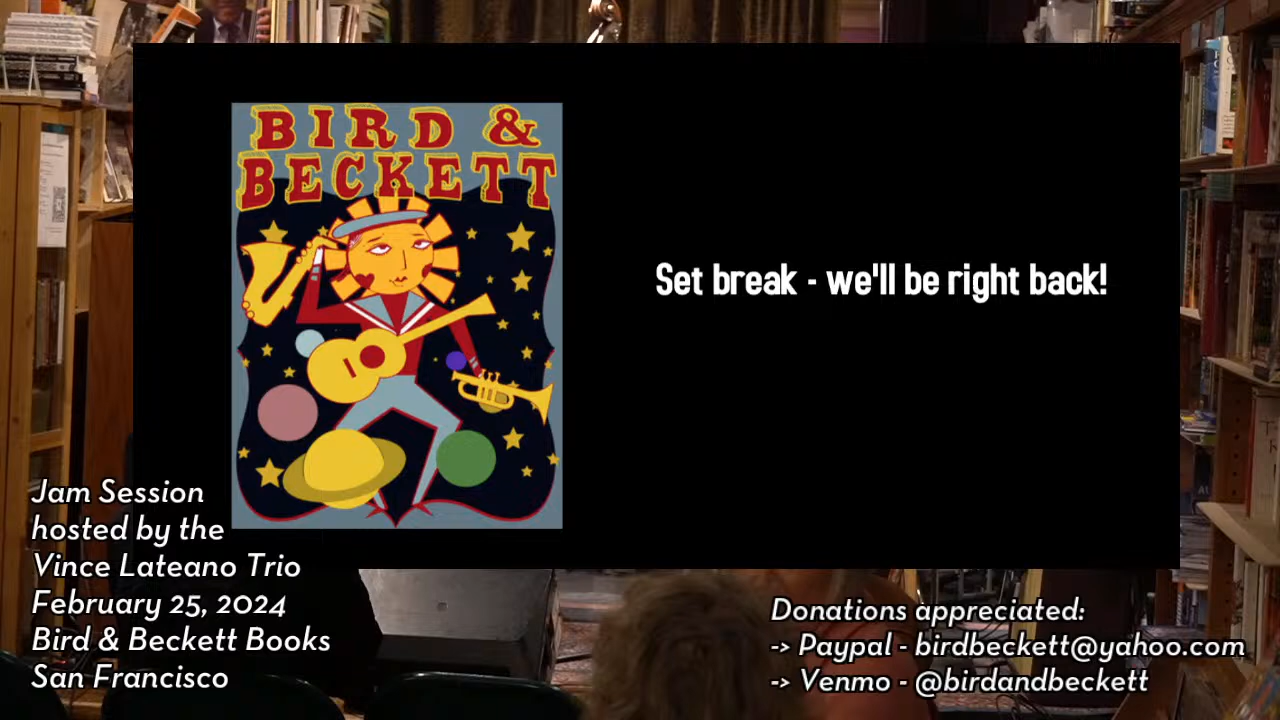 BIRD &
BECKETT
Set break - we'll be right back!
Jam Session
hosted by the
Vince Lateano Trio
February 25, 2024
Bird & Beckett Books
San Francisco
Donations appreciated:
-> Paypal - birdbeckett@yahoo.com
-> Venmo - @birdandbeckett